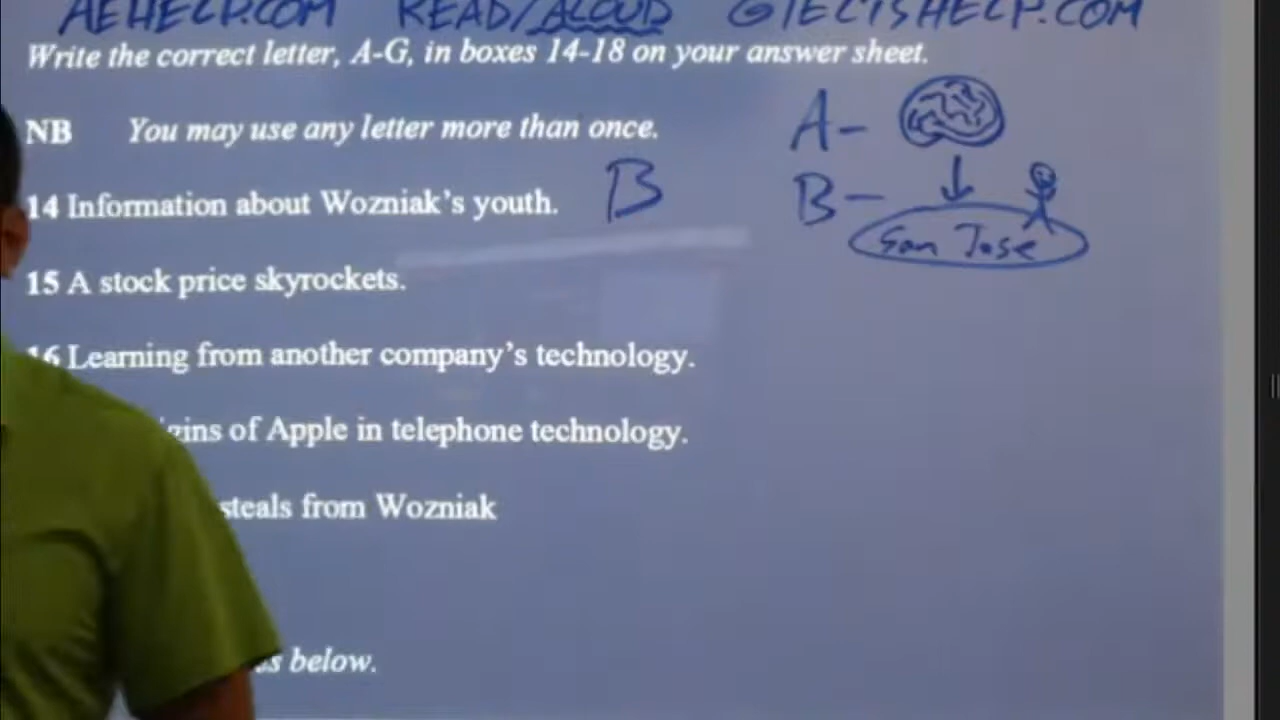 AEHELP.COM READ/ALOUD GIELTSHELP.COM
Write the correct letter, A-G, in boxes 14-18 on your answer sheet.
NB You may use any letter more than once.
A-
14 Information about Wozniak's youth. B
B- San Jose
15 A stock price skyrockets.
16 Learning from another company's technology.
of Apple in telephone technology.
steals from Wozniak
below.